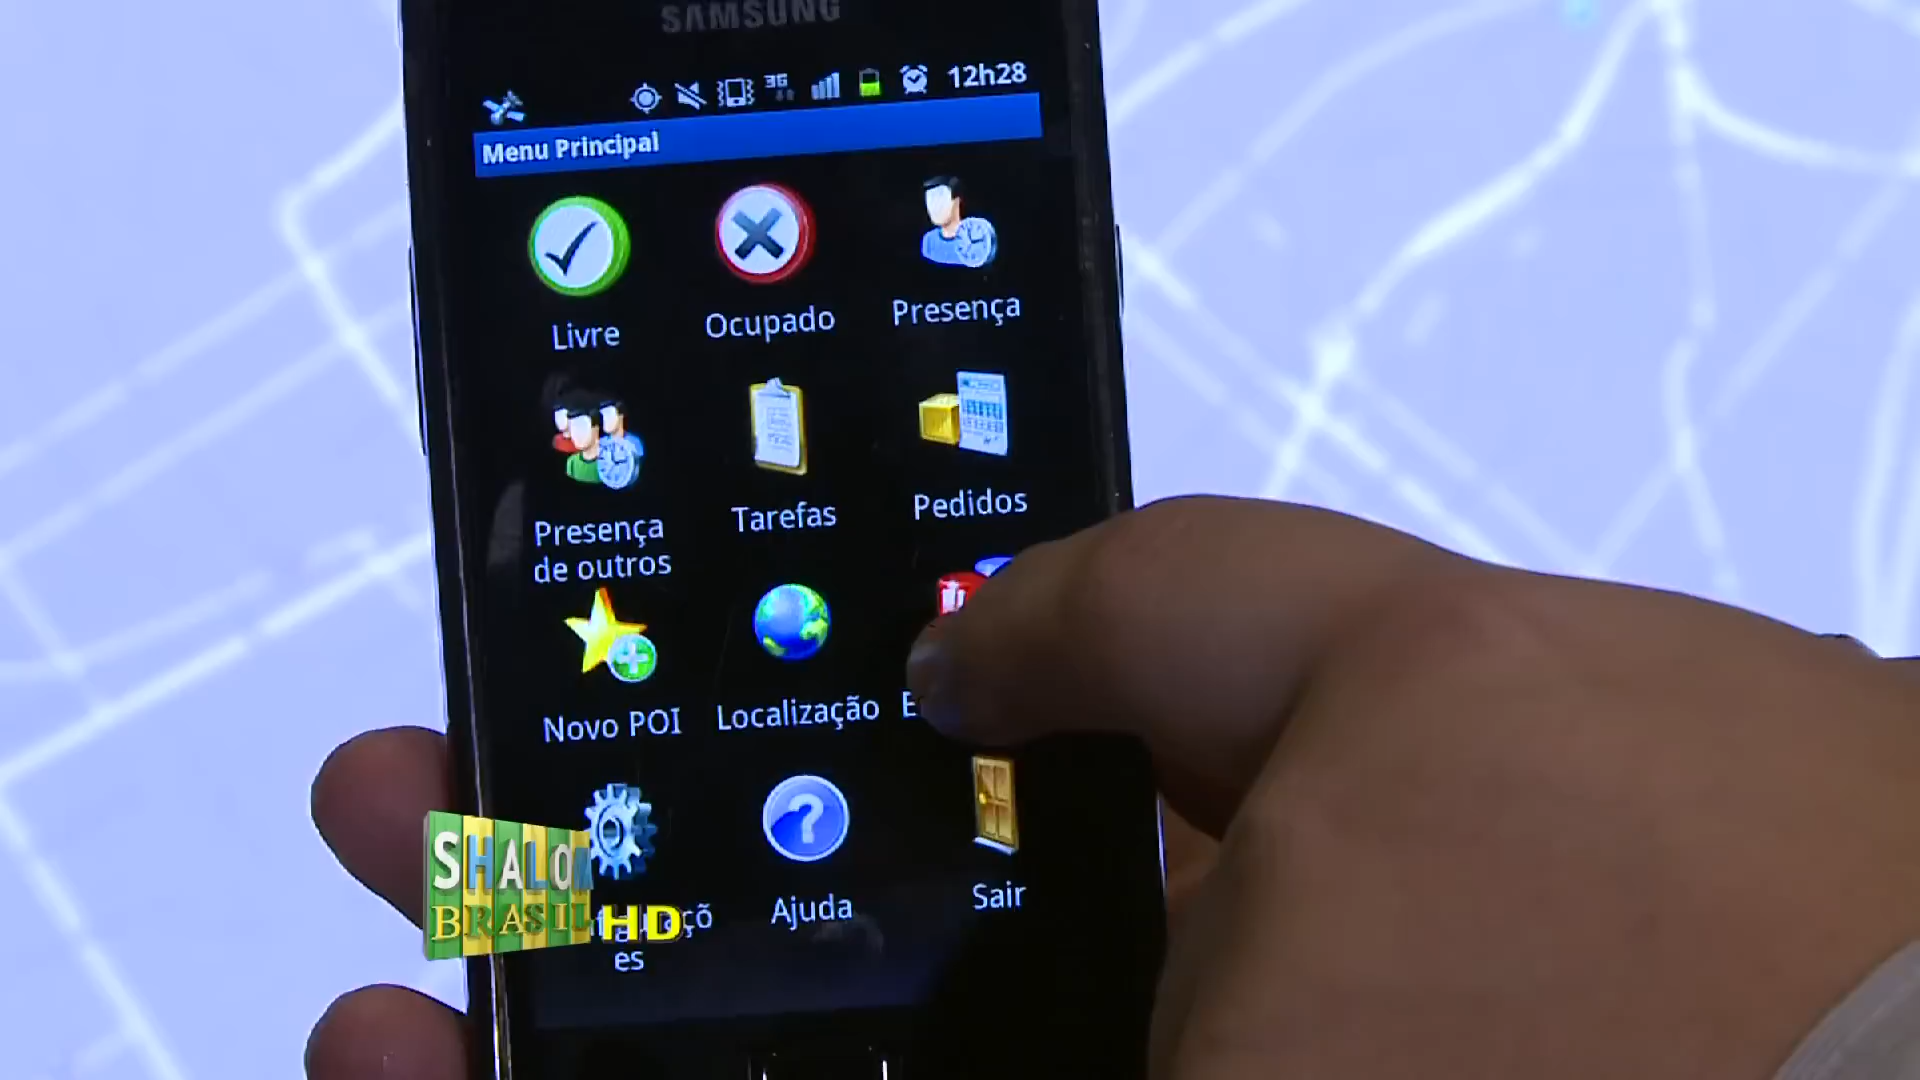 SAMSUNG
3G 12h28
Menu Principal
Livre
Ocupado
Presença
Presença
de outros
Tarefas
Pedidos
Novo POI
Localização
Ajuda
Sair
es
SHALOM
BRASIL
HD